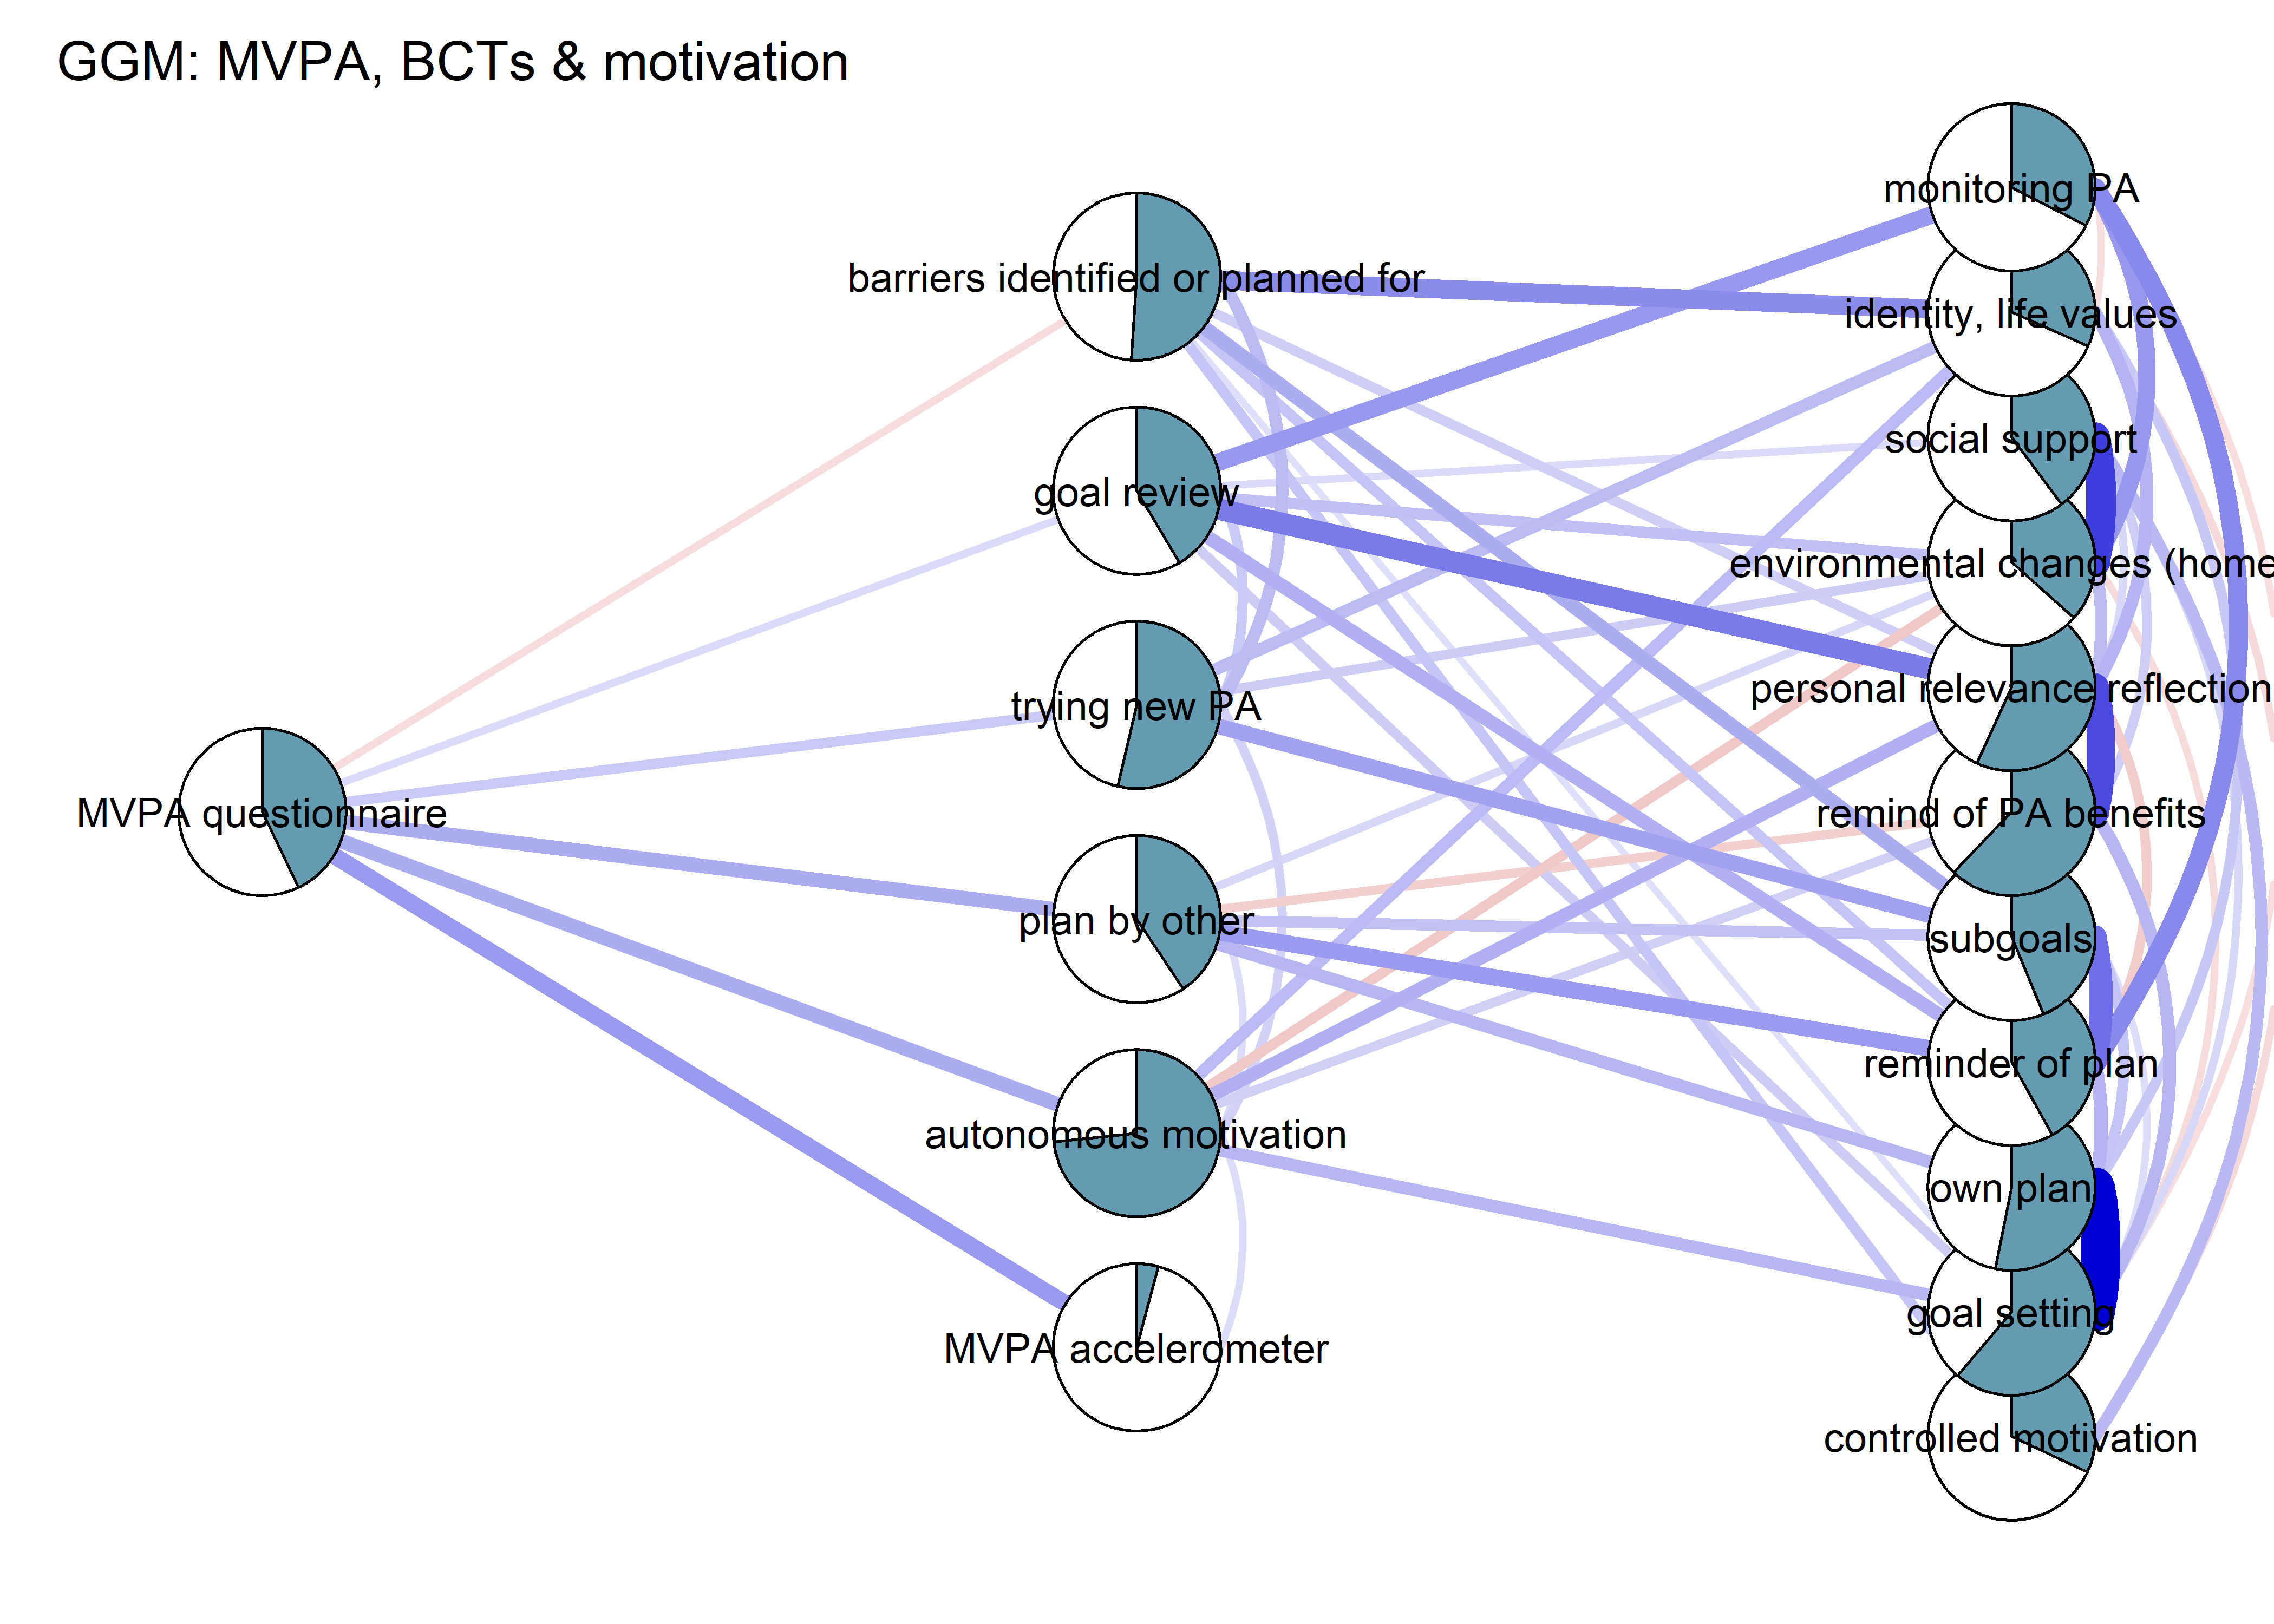 GGM: MVPA, BCTs & motivation
monitoring PA
barriers identified or planned for
identity, life values
social support
goal review
environmental changes (home
personal relevance reflection
trying new PA
MVPA questionnaire
remind of PA benefits
plan by other
subgoals
reminder of plan
autonomous motivation
own plan
goal setting
MVPA accelerometer
controlled motivation